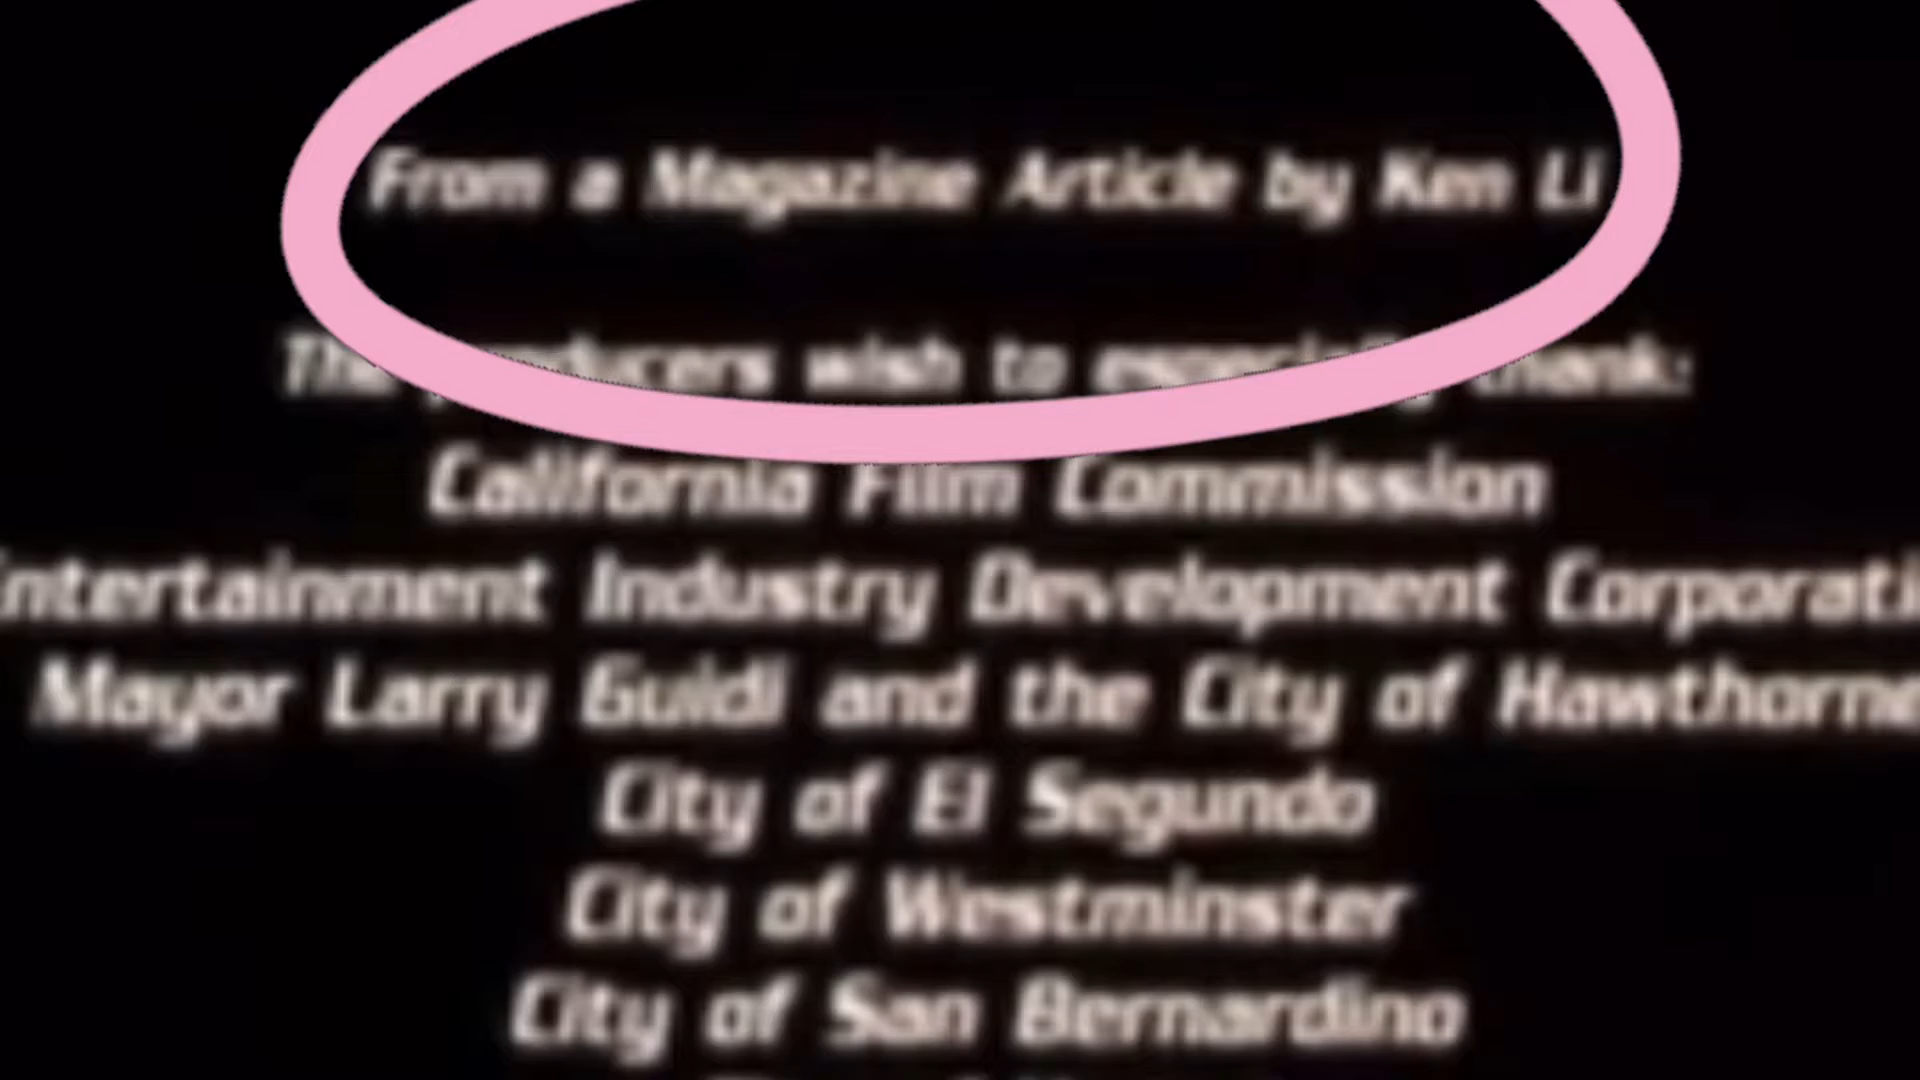 From a Magazine Article by Ken Li
The producers wish to especially thank:
California Film Commission
Entertainment Industry Development Corporati
Mayor Larry Guidi and the City of Hawthorne
City of El Segundo
City of Westminster
City of San Bernardino